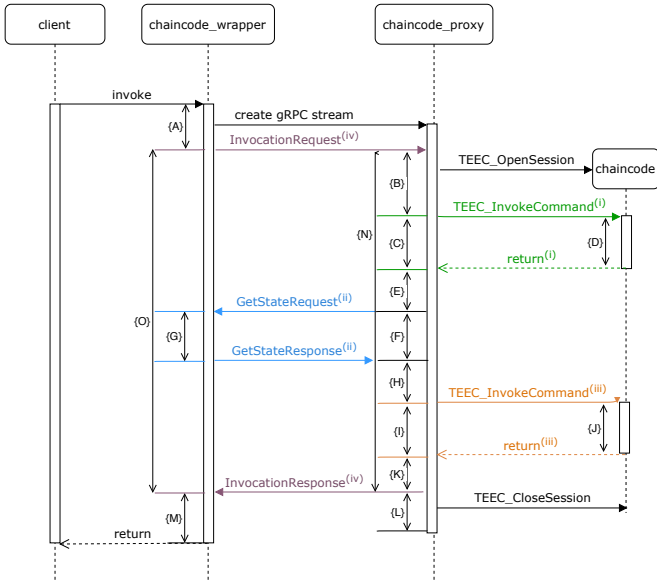 client
chaincode_wrapper
chaincode_proxy
invoke
create gRPC stream
{A}
InvocationRequest(iv)
TEEC_OpenSession
chaincode
{B}
TEEC_InvokeCommand(i)
{N}
{C}
{D}
return(i)
{E}
GetStateRequest(ii)
{O}
{G}
{F}
GetStateResponse(ii)
{H}
TEEC_InvokeCommand(iii)
{I}
{J}
return(iii)
{K}
InvocationResponse(iv)
TEEC_CloseSession
{M}
{L}
return